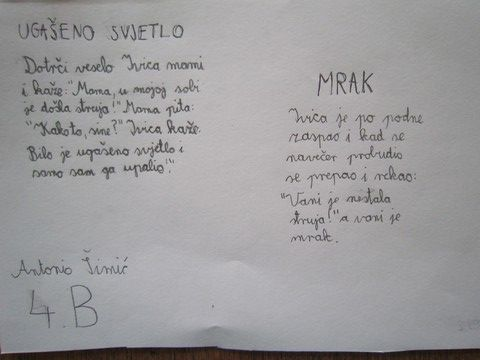 UGAŠENO SVJETLO
Dotrči veselo Ivica mami
i kaže: "Mama, u mojoj sobi
je došla struja!" Mama pita:
"Kako to, sine?" Ivica kaže:
Bilo je ugašeno svjetlo i
samo sam ga upalio"."
Antonio Šimić
4.B
MRAK
Ivica je po podne
zaspao i kad se
navečer probudio
se prepao i rekao:
"Vani je nestala
struja!" a vani je
mrak.